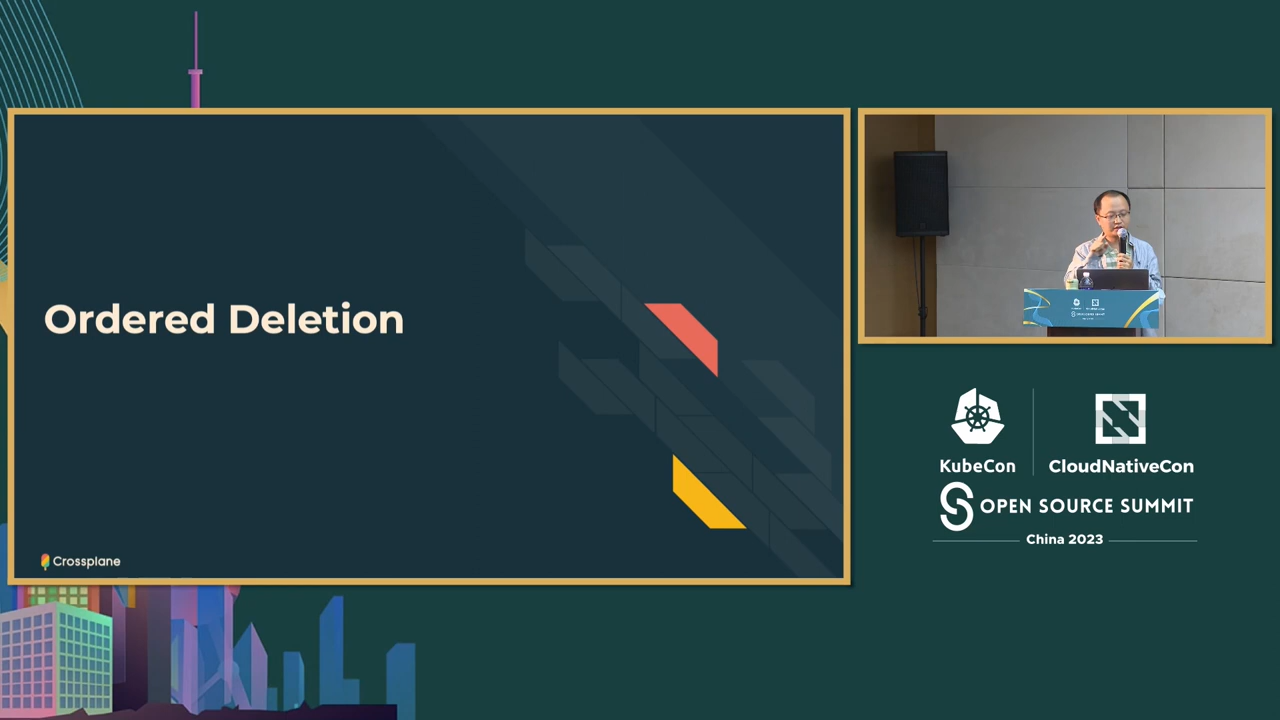 Ordered Deletion
Crossplane
KubeCon
CloudNativeCon
OPEN SOURCE SUMMIT
China 2023